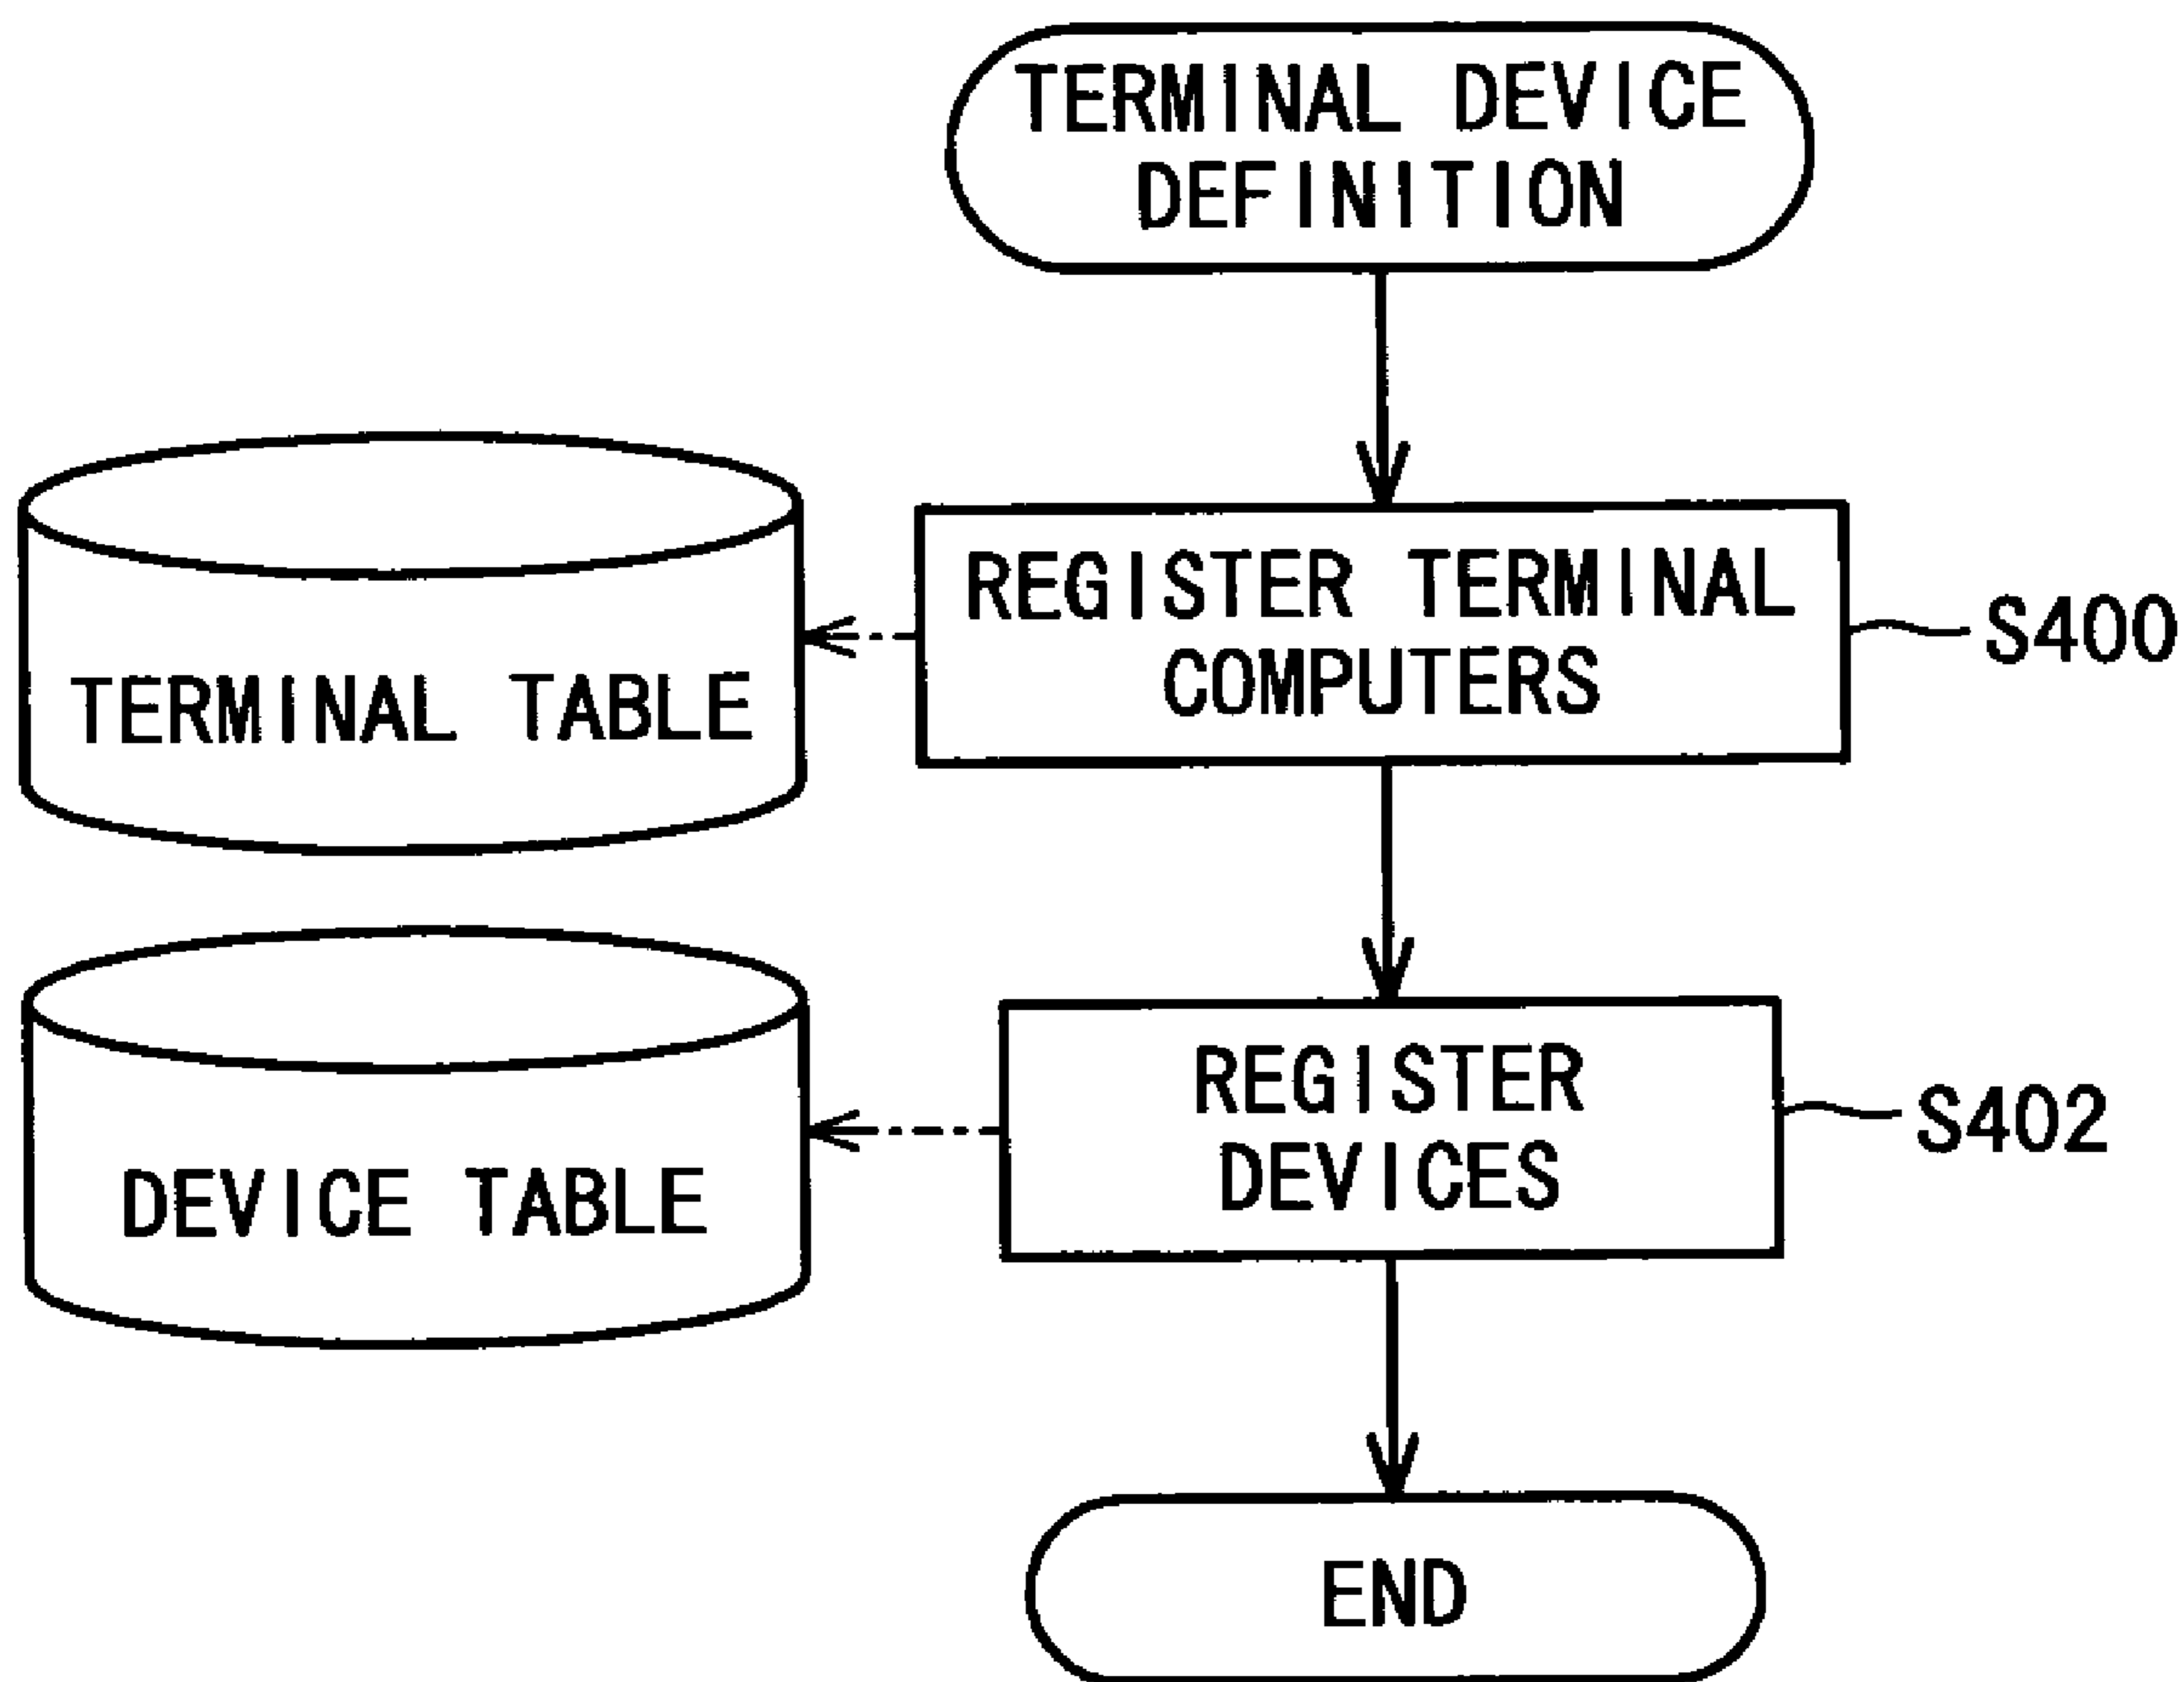 TERMINAL DEVICE
DEFINITION
REGISTER TERMINAL
COMPUTERS
S400
TERMINAL TABLE
REGISTER
DEVICES
S402
DEVICE TABLE
END